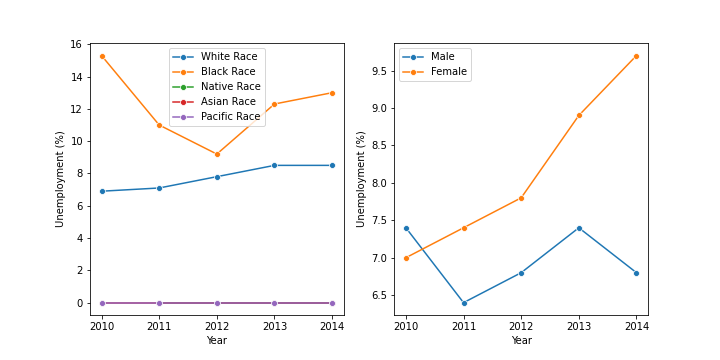 16
14
12
10
8
6
4
2
0
Unemployment (%)
White Race
Black Race
Native Race
Asian Race
Pacific Race
2010 2011 2012 2013 2014
Year
9.5
9.0
8.5
8.0
7.5
7.0
6.5
Unemployment (%)
Male
Female
2010 2011 2012 2013 2014
Year